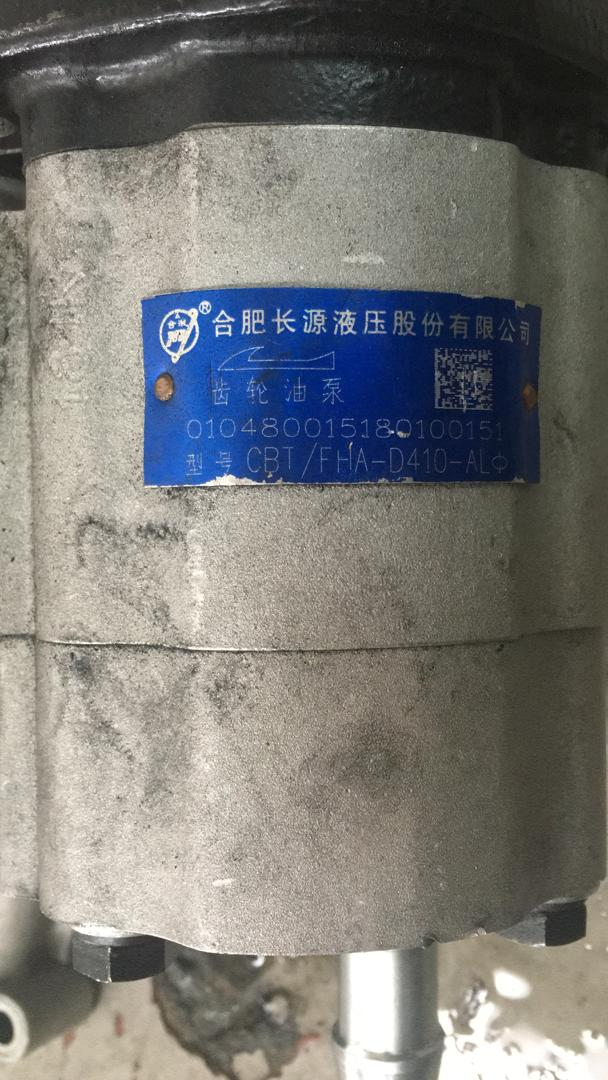 ® 合肥长源液压股份有限公司
齿轮油泵
010480015180100151
型号 CBT/FHA-D410-ALΦ